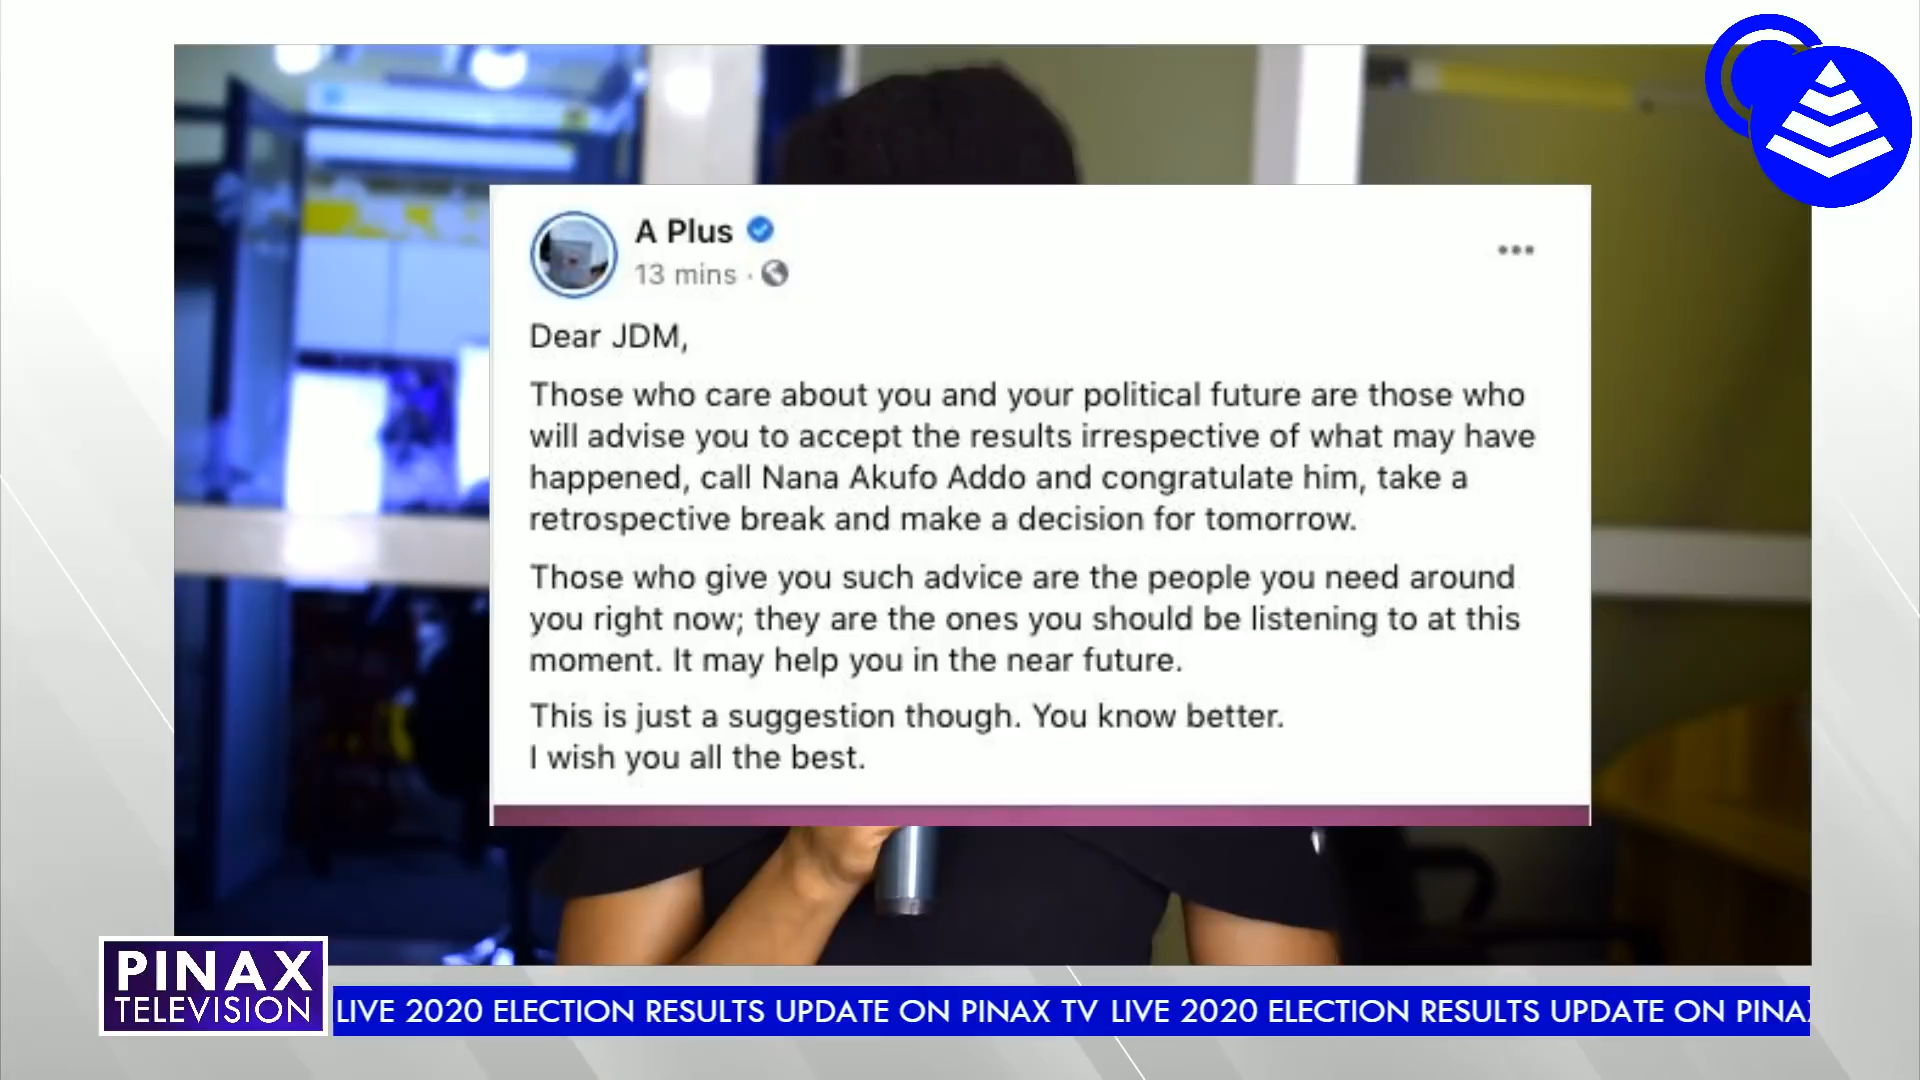 A Plus
13 mins ·
Dear JDM,
Those who care about you and your political future are those who
will advise you to accept the results irrespective of what may have
happened, call Nana Akufo Addo and congratulate him, take a
retrospective break and make a decision for tomorrow.
Those who give you such advice are the people you need around
you right now; they are the ones you should be listening to at this
moment. It may help you in the near future.
This is just a suggestion though. You know better.
I wish you all the best.
PINAX
TELEVISION
LIVE 2020 ELECTION RESULTS UPDATE ON PINAX TV LIVE 2020 ELECTION RESULTS UPDATE ON PINA